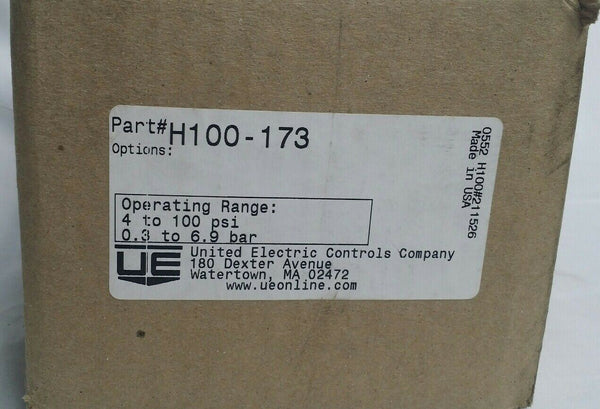 Part# H100-173
Options:
Operating Range:
4 to 100 psi
0.3 to 6.9 bar
UE
United Electric Controls Company
180 Dexter Avenue
Watertown, MA 02472
www.ueonline.com
0552 H100#211526
Made in USA